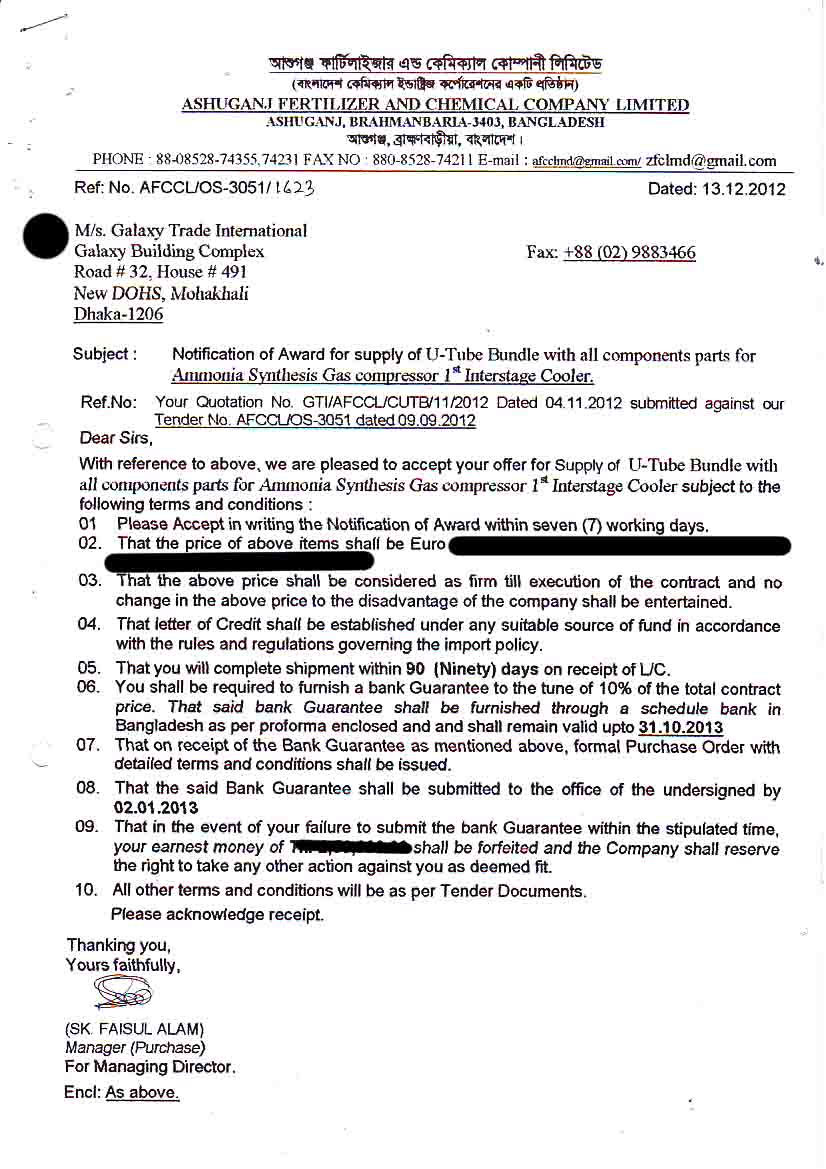 আশুগঞ্জ ফার্টিলাইজার এন্ড কেমিক্যাল কোম্পানী লিমিটেড
(বাংলাদেশ কেমিক্যাল ইন্ডাষ্ট্রিজ কর্পোরেশনের একটি প্রতিষ্ঠান)
ASHUGANJ FERTILIZER AND CHEMICAL COMPANY LIMITED
ASHUGANJ, BRAHMANBARIA-3403, BANGLADESH
আশুগঞ্জ, ব্রাহ্মণবাড়ীয়া, বাংলাদেশ।
PHONE : 88-08528-74355,74231 FAX NO : 880-8528-74211 E-mail : afcclmd@gmail.com/ zfclmd@gmail.com
Ref: No. AFCCL/OS-3051/1623 Dated: 13.12.2012
M/s. Galaxy Trade International
Galaxy Building Complex Fax: +88 (02) 9883466
Road # 32, House # 491
New DOHS, Mohakhali
Dhaka-1206
Subject : Notification of Award for supply of U-Tube Bundle with all components parts for
Ammonia Synthesis Gas compressor 1st Interstage Cooler.
Ref.No: Your Quotation No. GTI/AFCCL/CUTB/11/2012 Dated 04.11.2012 submitted against our
Tender No. AFCCL/OS-3051 dated 09.09.2012
Dear Sirs,
With reference to above, we are pleased to accept your offer for Supply of U-Tube Bundle with
all components parts for Ammonia Synthesis Gas compressor 1st Interstage Cooler subject to the
following terms and conditions :
01 Please Accept in writing the Notification of Award within seven (7) working days.
02. That the price of above items shall be Euro
03. That the above price shall be considered as firm till execution of the contract and no
change in the above price to the disadvantage of the company shall be entertained.
04. That letter of Credit shall be established under any suitable source of fund in accordance
with the rules and regulations governing the import policy.
05. That you will complete shipment within 90 (Ninety) days on receipt of L/C.
06. You shall be required to furnish a bank Guarantee to the tune of 10% of the total contract
price. That said bank Guarantee shall be furnished through a schedule bank in
Bangladesh as per proforma enclosed and and shall remain valid upto 31.10.2013
07. That on receipt of the Bank Guarantee as mentioned above, formal Purchase Order with
detailed terms and conditions shall be issued.
08. That the said Bank Guarantee shall be submitted to the office of the undersigned by
02.01.2013
09. That in the event of your failure to submit the bank Guarantee within the stipulated time,
your earnest money of shall be forfeited and the Company shall reserve
the right to take any other action against you as deemed fit.
10. All other terms and conditions will be as per Tender Documents.
Please acknowledge receipt.
Thanking you,
Yours faithfully,
(SK. FAISUL ALAM)
Manager (Purchase)
For Managing Director.
Encl: As above.